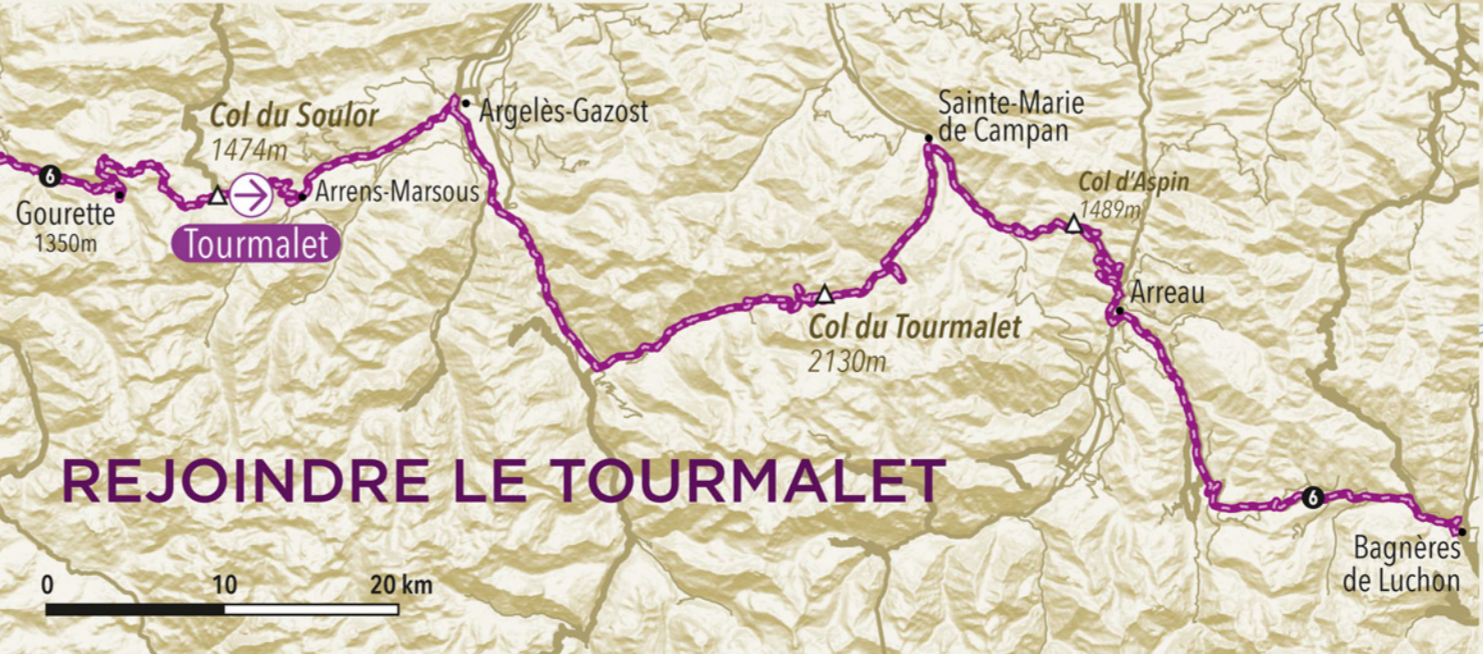 Col du Soulor
1474m
Argelès-Gazost
Sainte-Marie
de Campan
6
Gourette
1350m
Arrens-Marsous
Tourmalet
Col d'Aspin
1489m
Arreau
Col du Tourmalet
2130m
REJOINDRE LE TOURMALET
6
Bagnères
de Luchon
0 10 20 km